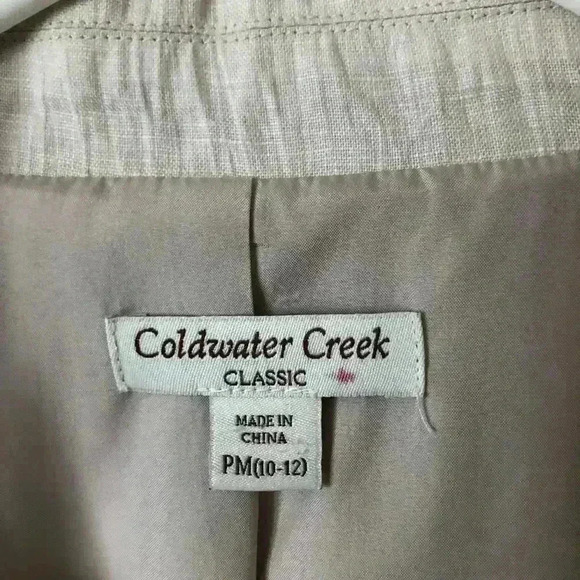 Coldwater Creek
CLASSIC
MADE IN
CHINA
PM(10-12)